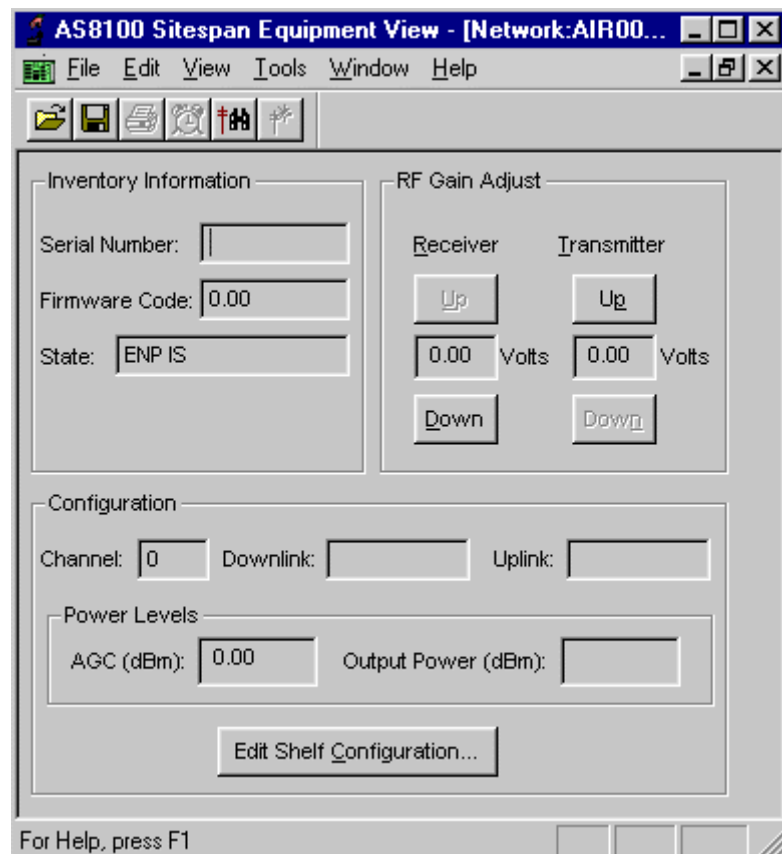 AS8100 Sitespan Equipment View - [Network:AIR00...
File Edit View Tools Window Help
Inventory Information
Serial Number:
Firmware Code: 0.00
State: ENP IS
RF Gain Adjust
Receiver Transmitter
Up Up
0.00 Volts 0.00 Volts
Down Down
Configuration
Channel: 0 Downlink: Uplink:
Power Levels
AGC (dBm): 0.00 Output Power (dBm):
Edit Shelf Configuration...
For Help, press F1